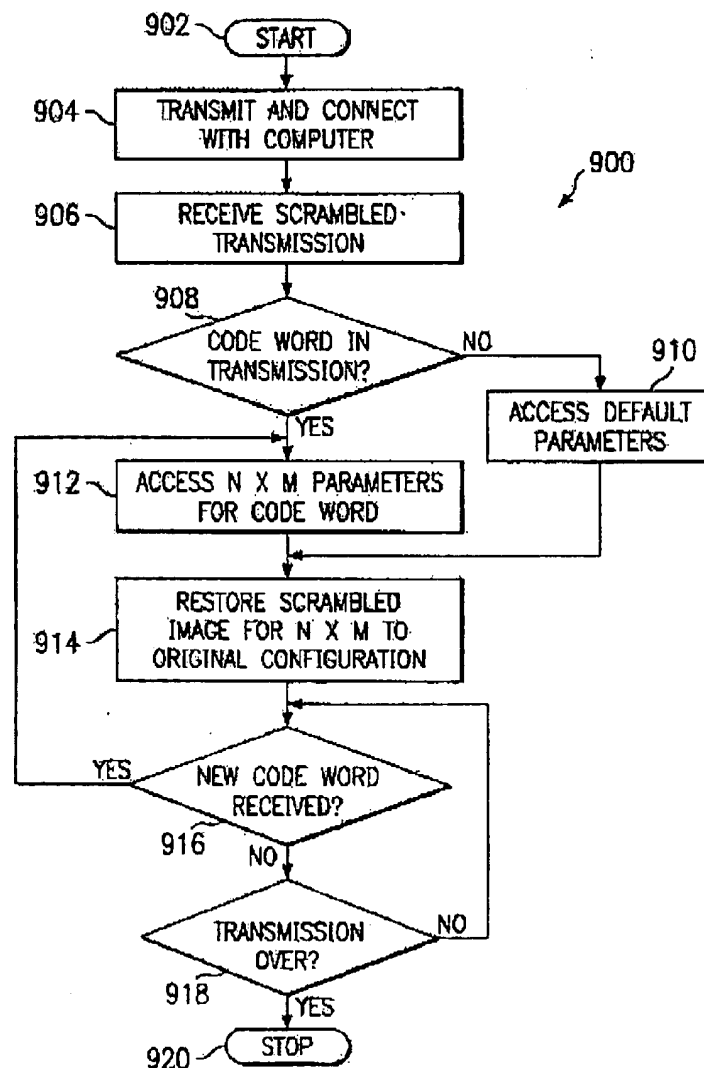 902
START
904
TRANSMIT AND CONNECT
WITH COMPUTER
900
906
RECEIVE SCRAMBLED
TRANSMISSION
908
CODE WORD IN
TRANSMISSION?
NO
910
YES
ACCESS DEFAULT
PARAMETERS
912
ACCESS N X M PARAMETERS
FOR CODE WORD
914
RESTORE SCRAMBLED
IMAGE FOR N X M TO
ORIGINAL CONFIGURATION
YES
NEW CODE WORD
RECEIVED?
916
NO
TRANSMISSION
OVER?
NO
918
YES
920
STOP